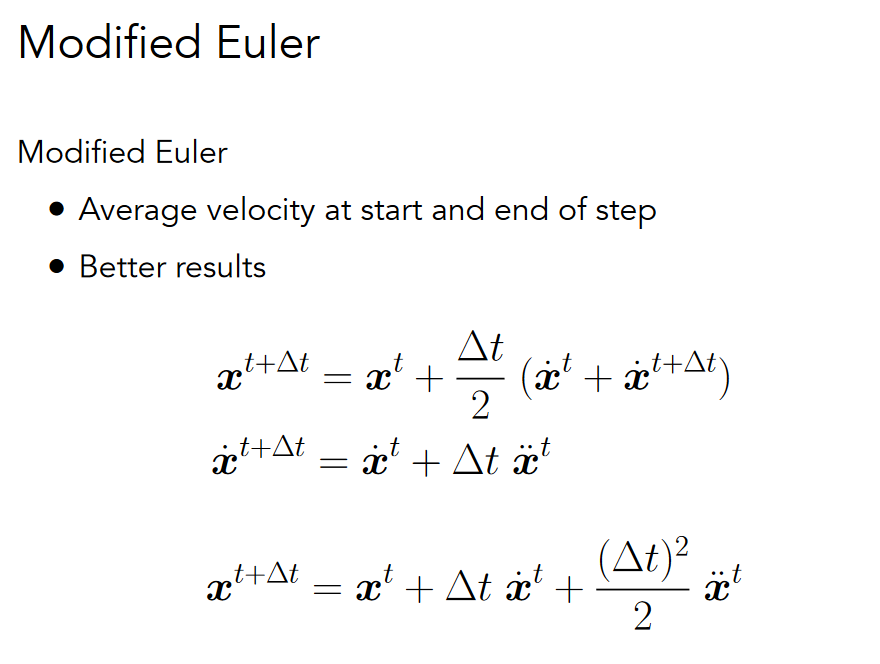 Modified Euler
Modified Euler
• Average velocity at start and end of step
• Better results
$\boldsymbol{x}^{t+\Delta t} = \boldsymbol{x}^{t} + \frac{\Delta t}{2} \left(\dot{\boldsymbol{x}}^{t} + \dot{\boldsymbol{x}}^{t+\Delta t}\right)$
$\dot{\boldsymbol{x}}^{t+\Delta t} = \dot{\boldsymbol{x}}^{t} + \Delta t \; \ddot{\boldsymbol{x}}^{t}$
$\boldsymbol{x}^{t+\Delta t} = \boldsymbol{x}^{t} + \Delta t \; \dot{\boldsymbol{x}}^{t} + \frac{(\Delta t)^2}{2} \; \ddot{\boldsymbol{x}}^{t}$